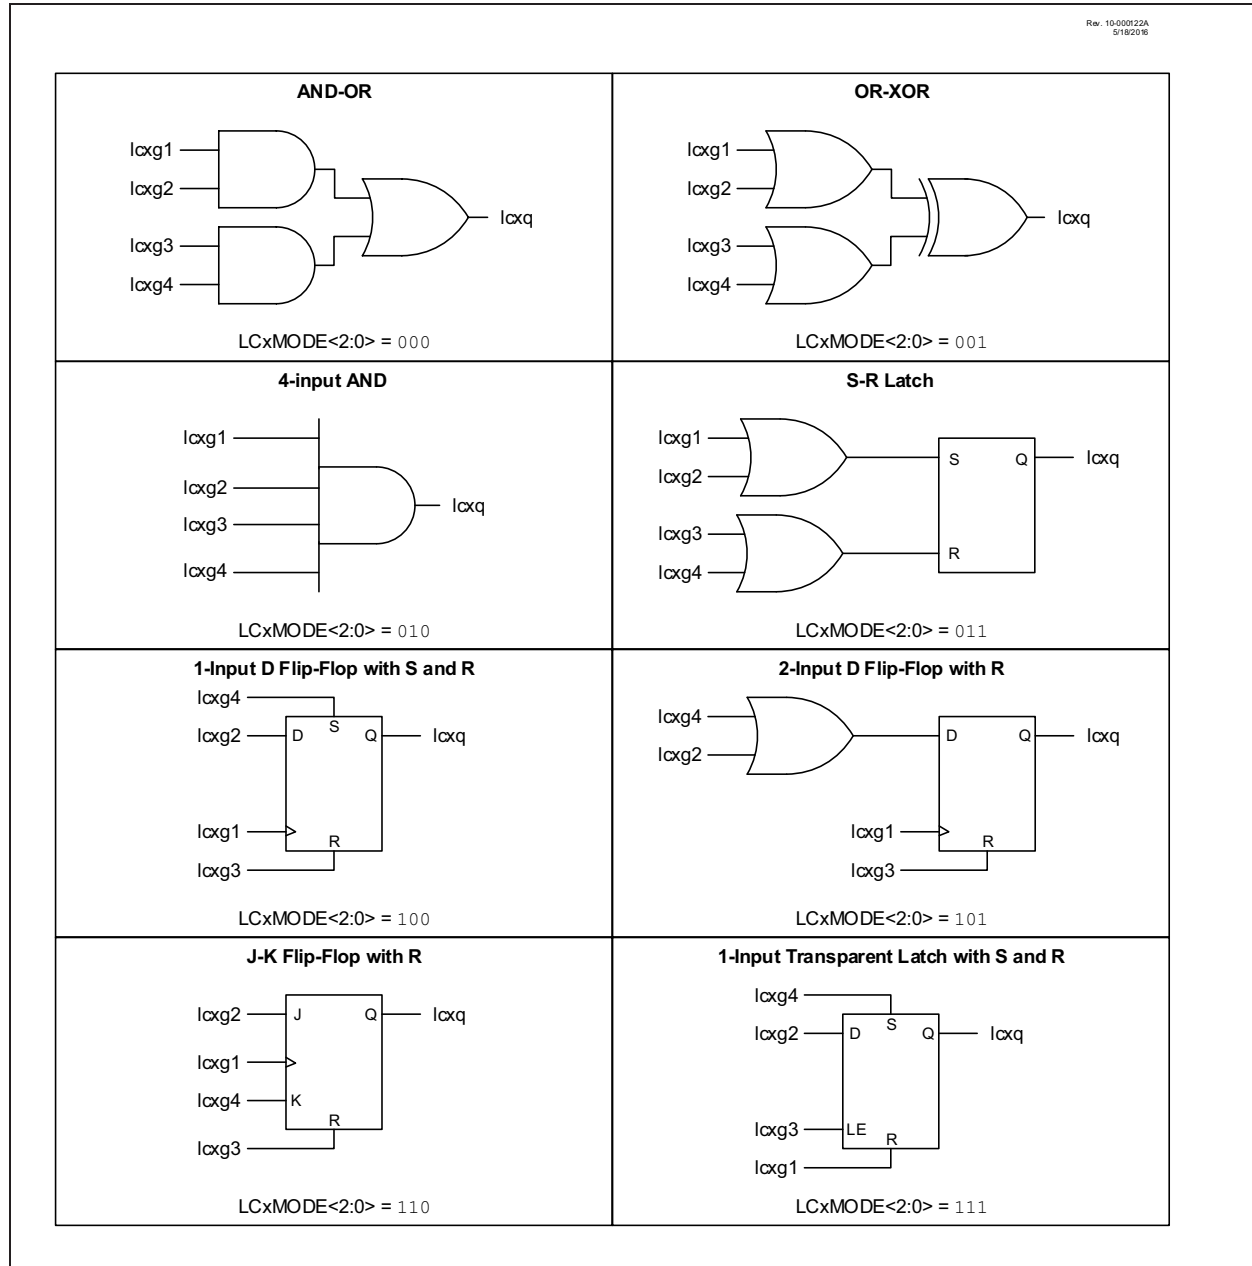 Rev. 10-000122A
5/18/2016
AND-OR
lcxg1
lcxg2
lcxg3
lcxg4
lcxq
LCxMODE<2:0> = 000
OR-XOR
lcxg1
lcxg2
lcxg3
lcxg4
lcxq
LCxMODE<2:0> = 001
4-input AND
lcxg1
lcxg2
lcxg3
lcxg4
lcxq
LCxMODE<2:0> = 010
S-R Latch
lcxg1
lcxg2
lcxg3
lcxg4
S
Q
lcxq
R
LCxMODE<2:0> = 011
1-Input D Flip-Flop with S and R
lcxg4
S
lcxg2
D
Q
lcxq
lcxg1
R
lcxg3
LCxMODE<2:0> = 100
2-Input D Flip-Flop with R
lcxg4
lcxg2
D
Q
lcxq
lcxg1
R
lcxg3
LCxMODE<2:0> = 101
J-K Flip-Flop with R
lcxg2
J
Q
lcxq
lcxg1
lcxg4
K
R
lcxg3
LCxMODE<2:0> = 110
1-Input Transparent Latch with S and R
lcxg4
S
lcxg2
D
Q
lcxq
lcxg3
LE
R
lcxg1
LCxMODE<2:0> = 111